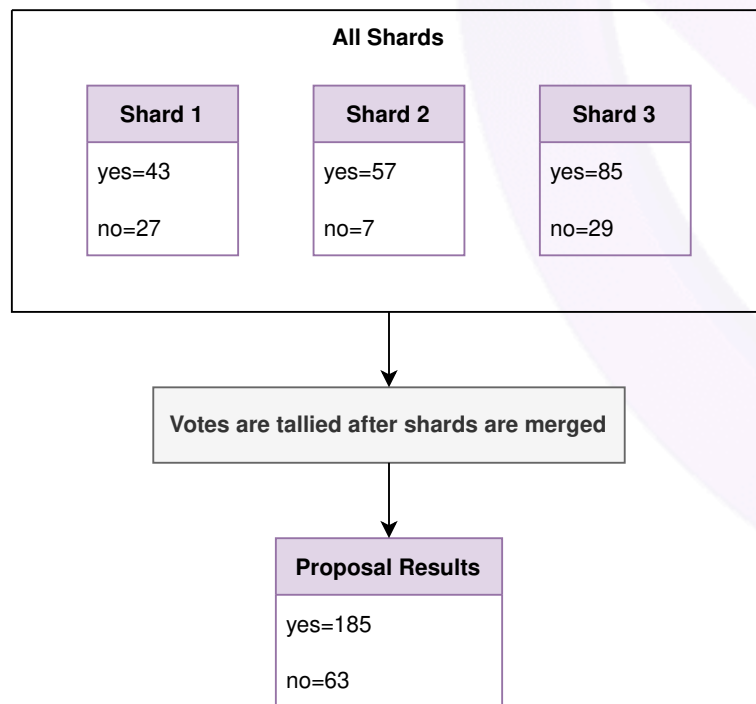 All Shards
Shard 1
yes=43
no=27
Shard 2
yes=57
no=7
Shard 3
yes=85
no=29
Votes are tallied after shards are merged
Proposal Results
yes=185
no=63